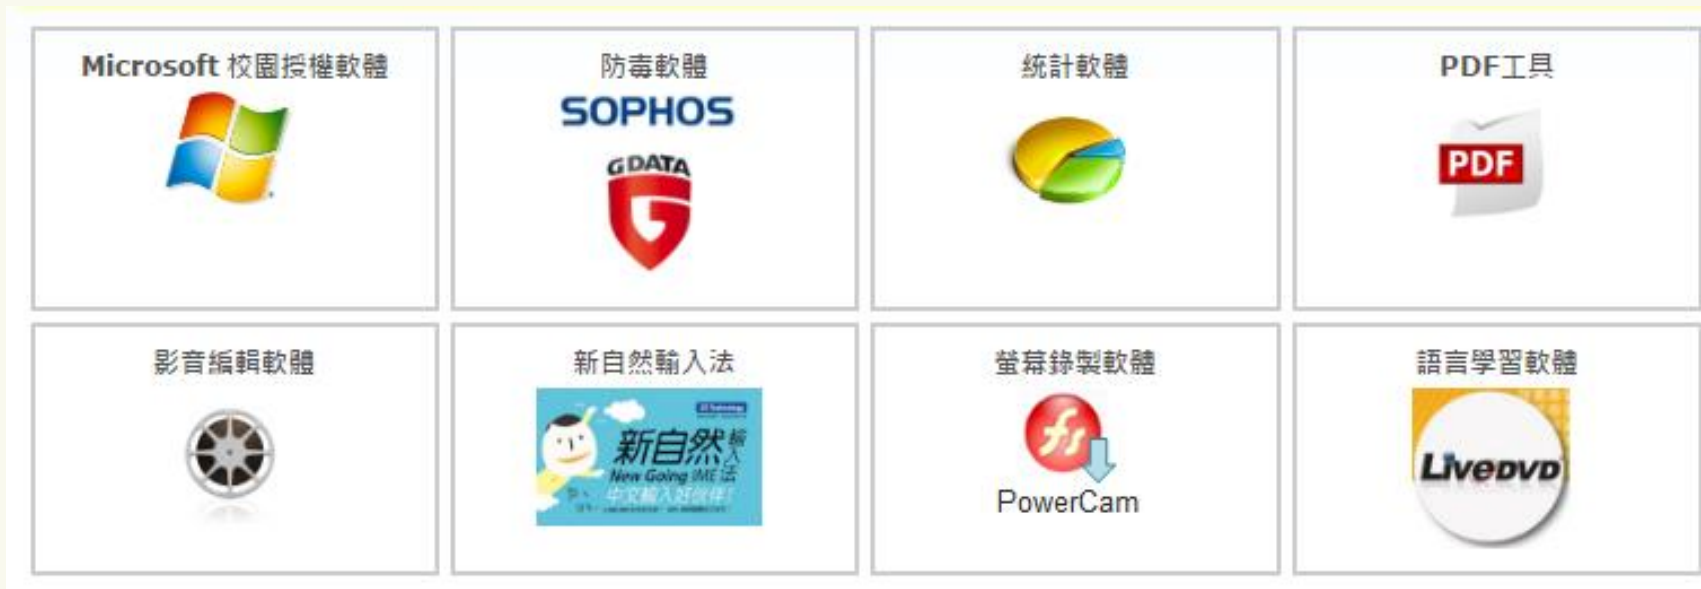 Microsoft 校園授權軟體
防毒軟體
統計軟體
PDF工具
SOPHOS
GDATA
PDF
影音編輯軟體
新自然輸入法
螢幕錄製軟體
語言學習軟體
新自然輸入法
New Going IME
中文輸入好伙伴!
fs
PowerCam
LiveDVD